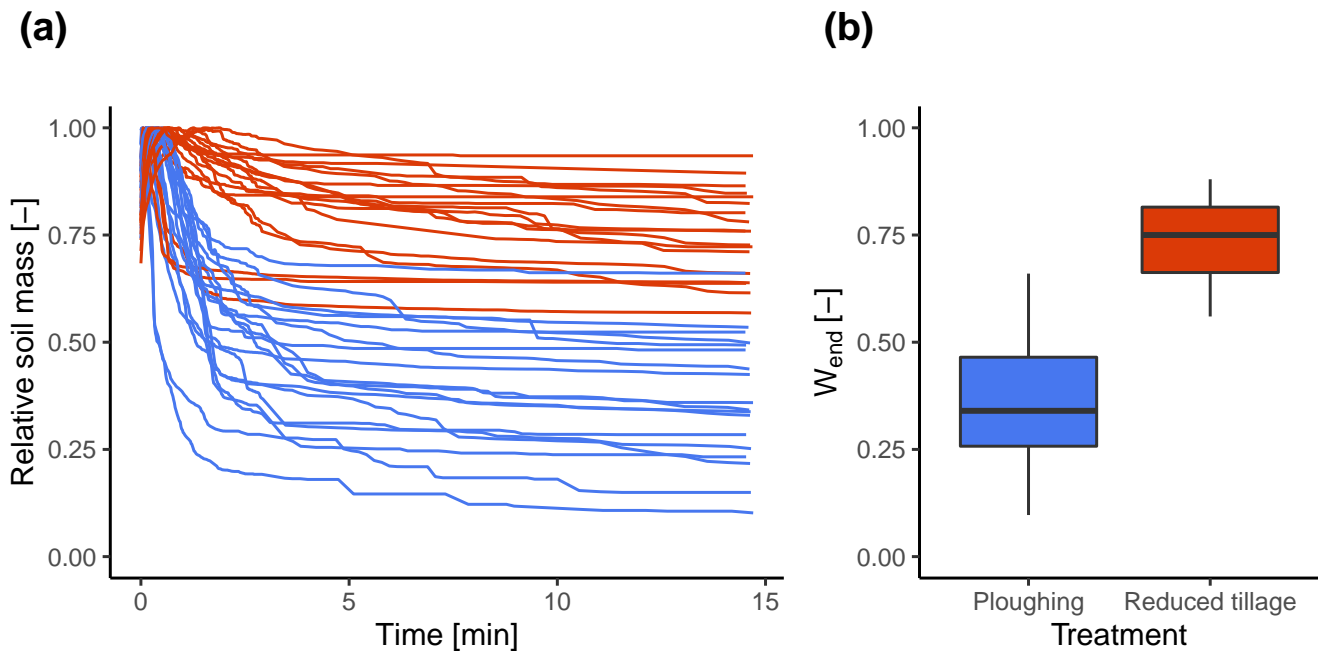 (a)
Relative soil mass [–]
1.00
0.75
0.50
0.25
0.00
0
5
10
15
Time [min]
(b)
W_end [–]
1.00
0.75
0.50
0.25
0.00
Ploughing
Reduced tillage
Treatment